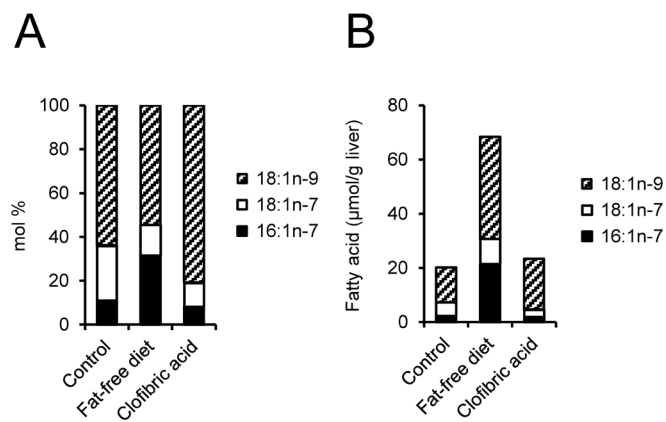 A
B
100
80
60
40
20
0
mol %
Control
Fat-free diet
Clofibric acid
18:1n-9
18:1n-7
16:1n-7
80
60
40
20
0
Fatty acid (μmol/g liver)
Control
Fat-free diet
Clofibric acid
18:1n-9
18:1n-7
16:1n-7